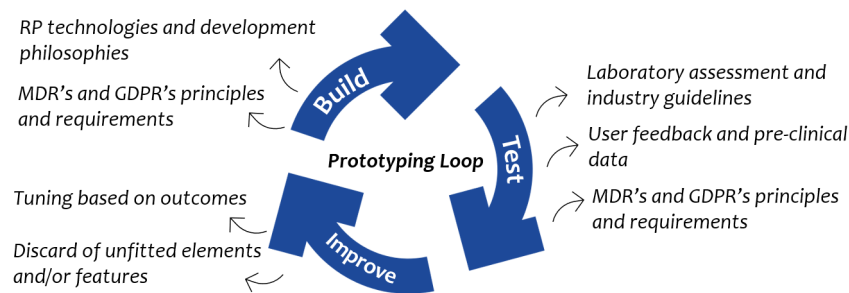 RP technologies and development
philosophies
MDR's and GDPR's principles
and requirements
Build
Laboratory assessment and
industry guidelines
User feedback and pre-clinical
data
MDR's and GDPR's principles
and requirements
Test
Prototyping Loop
Tuning based on outcomes
Discard of unfitted elements
and/or features
Improve